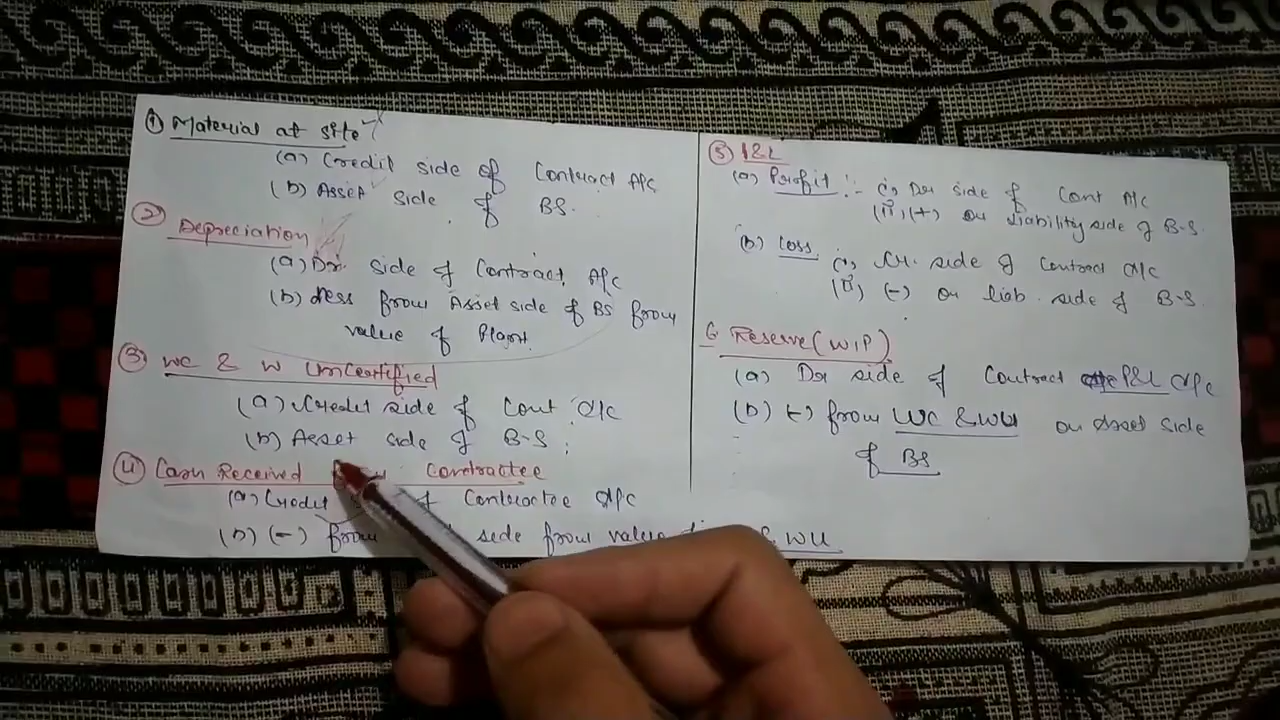 ① Material at site
(a) Credit side of Contract A/c
(b) Asset side of BS.
② Depreciation
(a) Dr. side of Contract A/c
(b) Less from Asset side of BS from
value of Plant.
③ WC & W Uncertified
(a) Credit side of Cont A/c
(b) Asset side of B-S;
④ Cash Received Contractee
(a) Credit of Contractee A/c
(b) (-) from side from value & WU
⑤ P&L
(a) Profit :- (i) Dr side of Cont A/c
(ii) (+) on liability side of B-S.
(b) Loss (i) Cr. side of Contract A/c
(ii) (-) on liab. side of B-S.
6 Reserve (WIP)
(a) Dr side of Contract P&L A/c
(b) (-) from WC & WU on Asset side
of BS